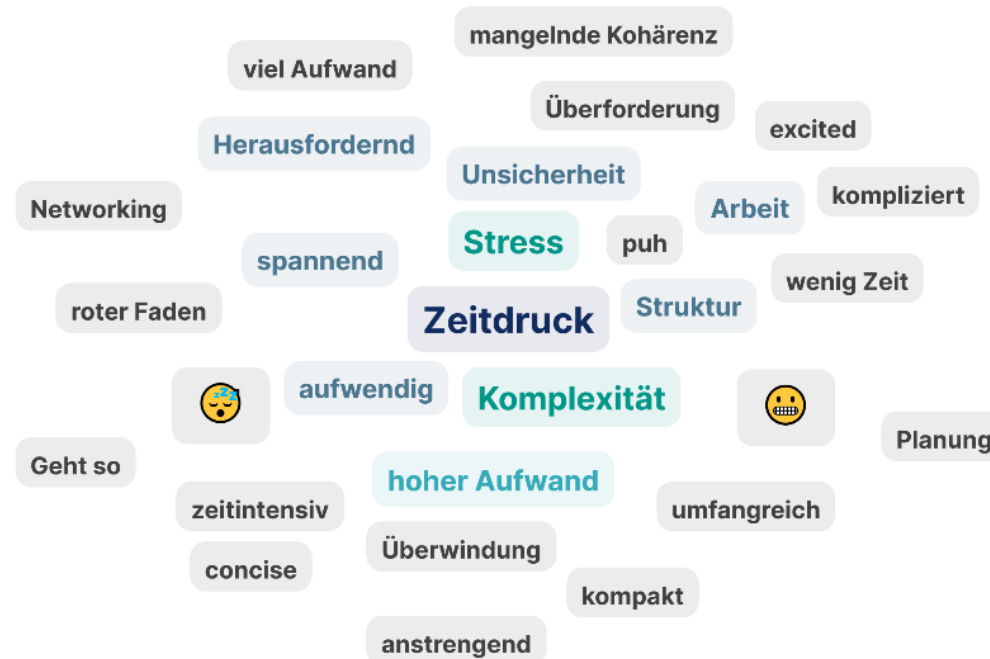 mangelnde Kohärenz
viel Aufwand
Überforderung
excited
Herausfordernd
Unsicherheit
kompliziert
Networking
Arbeit
Stress
puh
spannend
wenig Zeit
roter Faden
Zeitdruck
Struktur
aufwendig
Komplexität
Planung
Geht so
hoher Aufwand
zeitintensiv
umfangreich
Überwindung
concise
kompakt
anstrengend